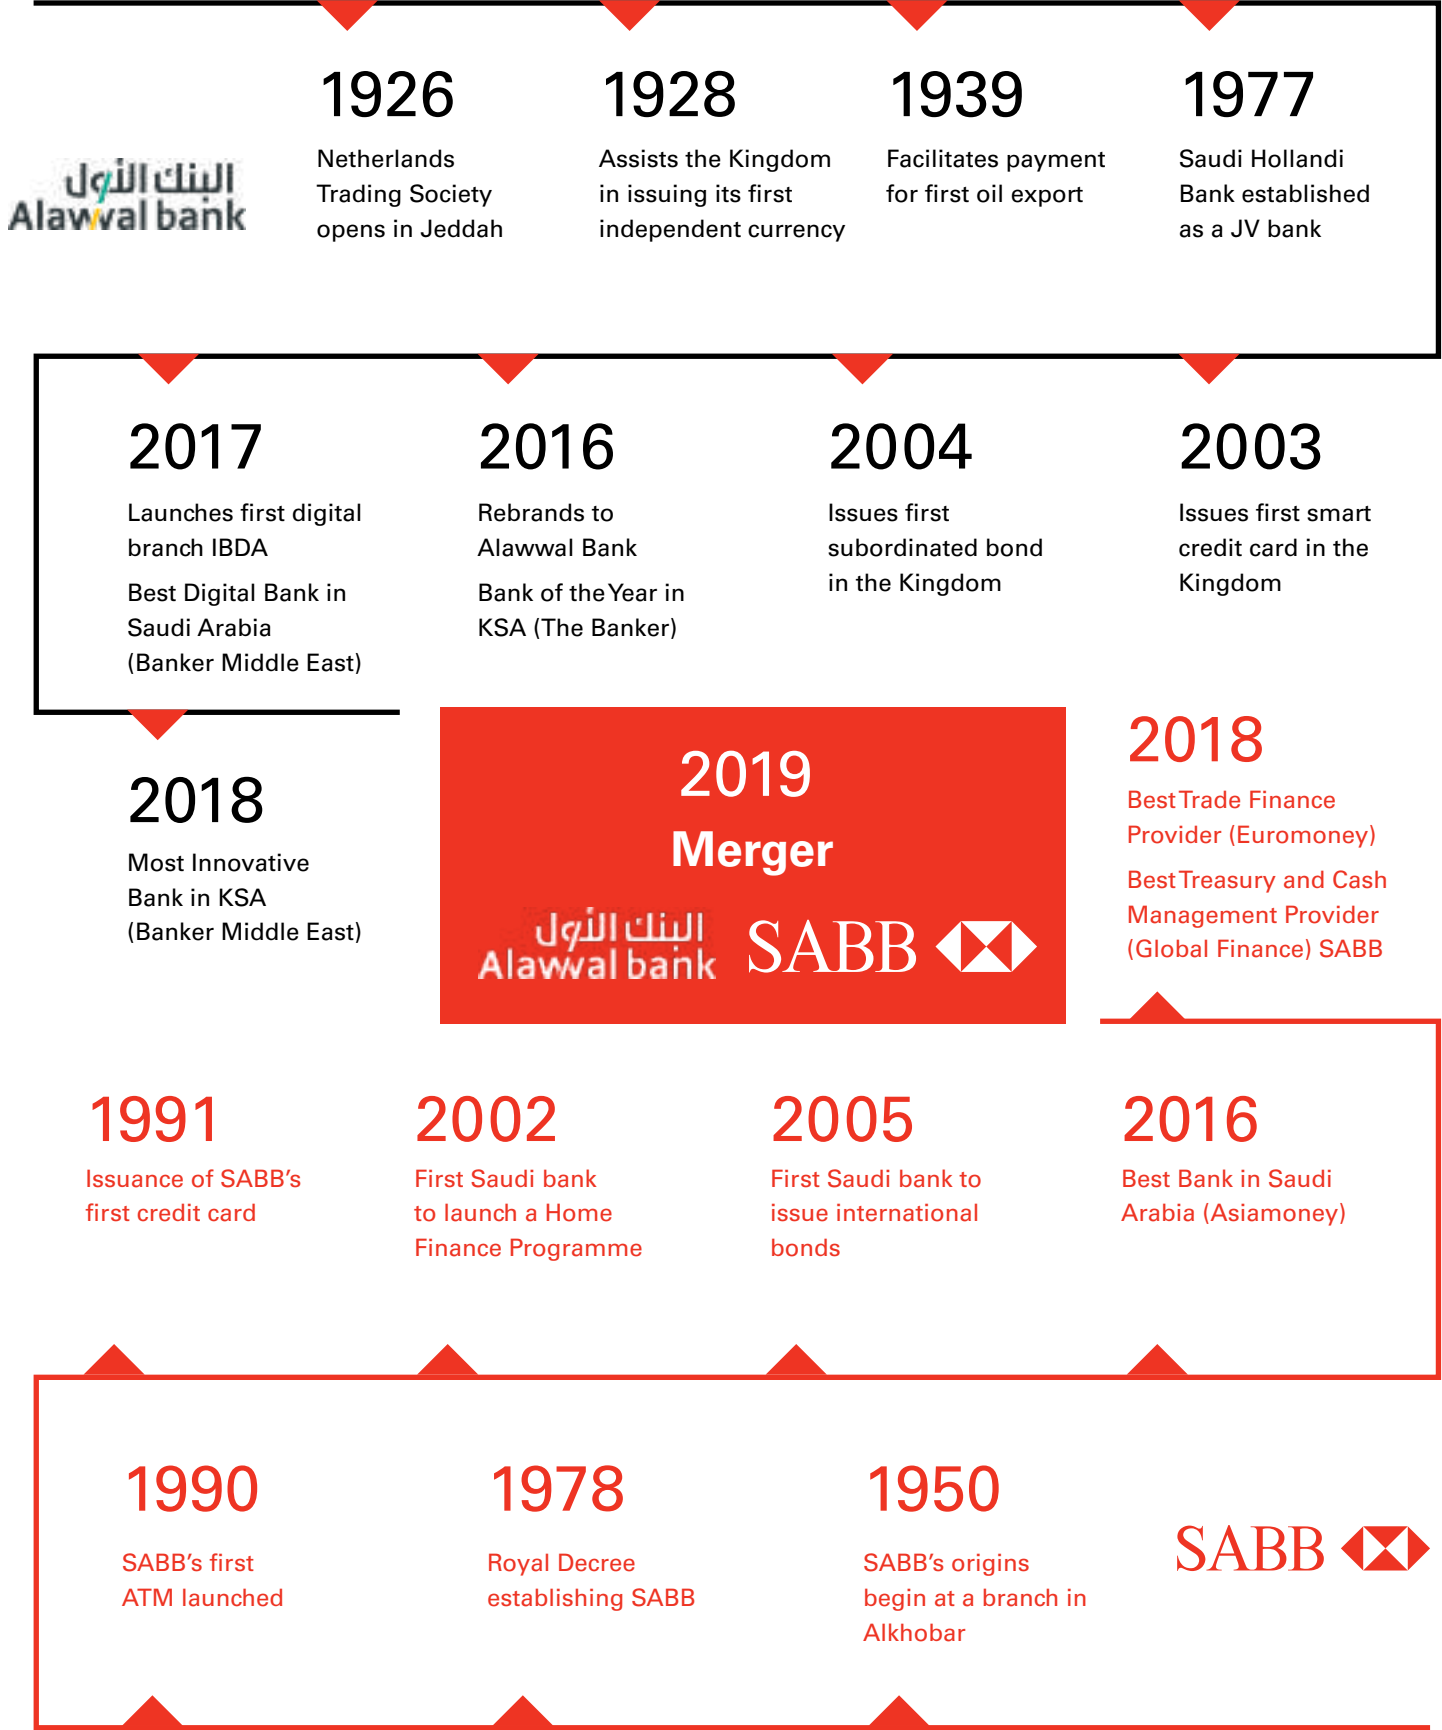 1926
Netherlands
Trading Society
opens in Jeddah
1928
Assists the Kingdom
in issuing its first
independent currency
1939
Facilitates payment
for first oil export
1977
Saudi Hollandi
Bank established
as a JV bank
البنك الأول
Alawwal bank
2017
Launches first digital
branch IBDA
Best Digital Bank in
Saudi Arabia
(Banker Middle East)
2016
Rebrands to
Alawwal Bank
Bank of the Year in
KSA (The Banker)
2004
Issues first
subordinated bond
in the Kingdom
2003
Issues first smart
credit card in the
Kingdom
2018
Most Innovative
Bank in KSA
(Banker Middle East)
2019
Merger
البنك الأول
Alawwal bank
SABB
2018
Best Trade Finance
Provider (Euromoney)
Best Treasury and Cash
Management Provider
(Global Finance) SABB
1991
Issuance of SABB’s
first credit card
2002
First Saudi bank
to launch a Home
Finance Programme
2005
First Saudi bank to
issue international
bonds
2016
Best Bank in Saudi
Arabia (Asiamoney)
1990
SABB’s first
ATM launched
1978
Royal Decree
establishing SABB
1950
SABB’s origins
begin at a branch in
Alkhobar
SABB